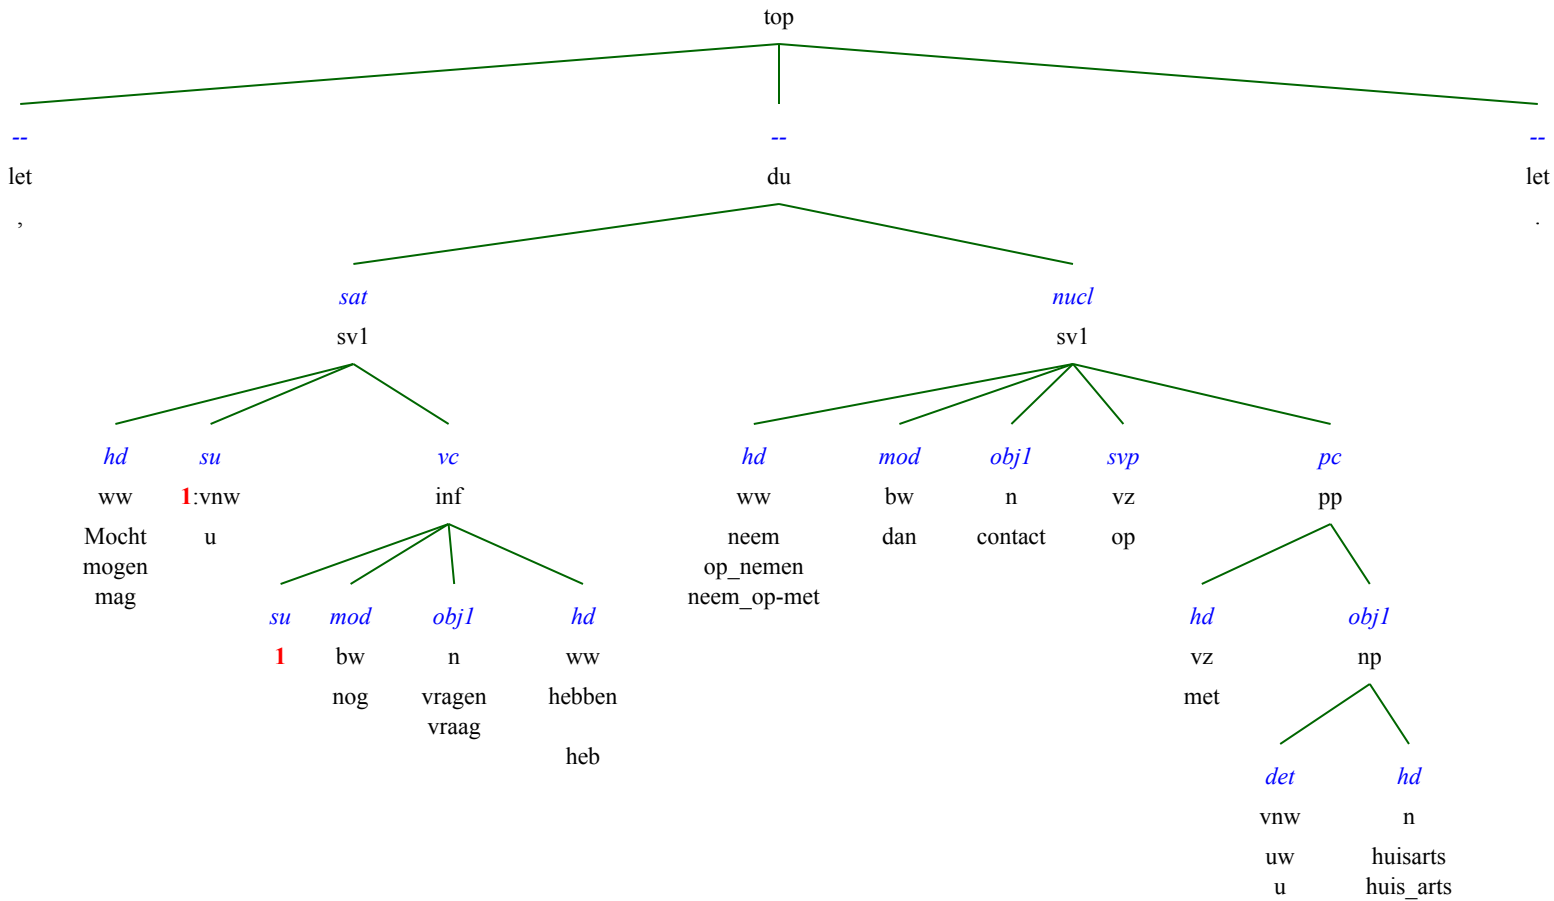 top
-- -- --
let du let
, .
sat nucl
sv1 sv1
hd su vc hd mod obj1 svp pc
ww 1:vnw inf ww bw n vz pp
Mocht u neem dan contact op
mogen op_nemen
mag neem_op-met
su mod obj1 hd hd obj1
1 bw n ww vz np
nog vragen hebben met
vraag
heb
det hd
vnw n
uw huisarts
u huis_arts